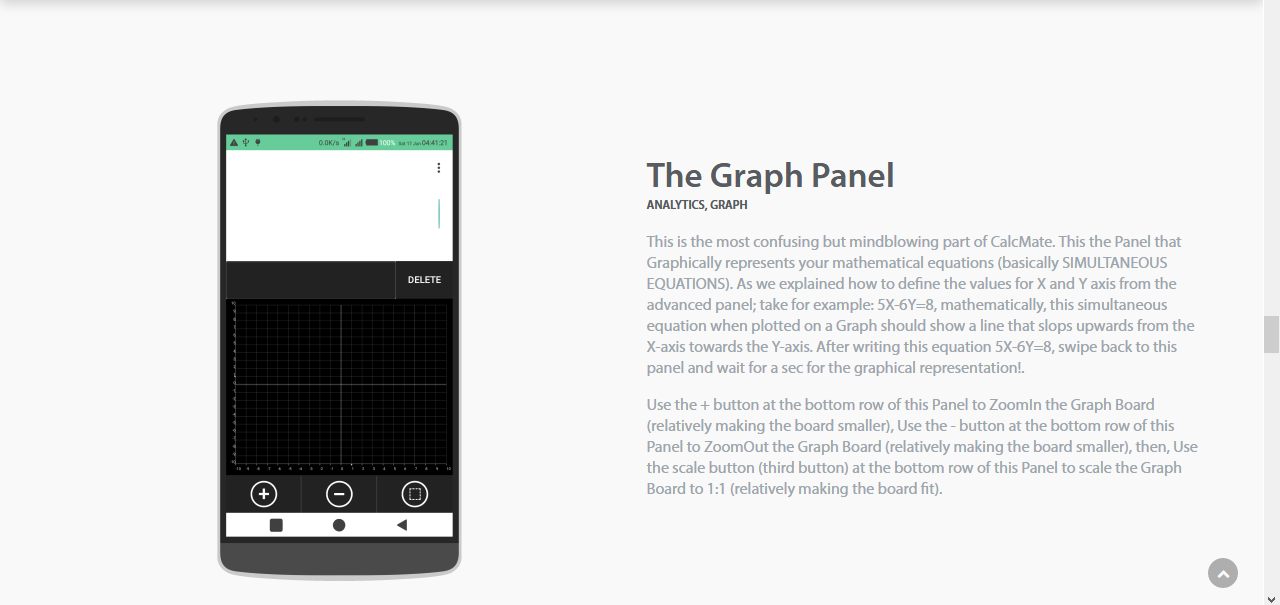 0.0K/s 100% Sat 13 Jan 04:41:21
DELETE
The Graph Panel
ANALYTICS, GRAPH
This is the most confusing but mindblowing part of CalcMate. This the Panel that
Graphically represents your mathematical equations (basically SIMULTANEOUS
EQUATIONS). As we explained how to define the values for X and Y axis from the
advanced panel; take for example: 5X-6Y=8, mathematically, this simultaneous
equation when plotted on a Graph should show a line that slops upwards from the
X-axis towards the Y-axis. After writing this equation 5X-6Y=8, swipe back to this
panel and wait for a sec for the graphical representation!.
Use the + button at the bottom row of this Panel to ZoomIn the Graph Board
(relatively making the board smaller), Use the - button at the bottom row of this
Panel to ZoomOut the Graph Board (relatively making the board smaller), then, Use
the scale button (third button) at the bottom row of this Panel to scale the Graph
Board to 1:1 (relatively making the board fit).